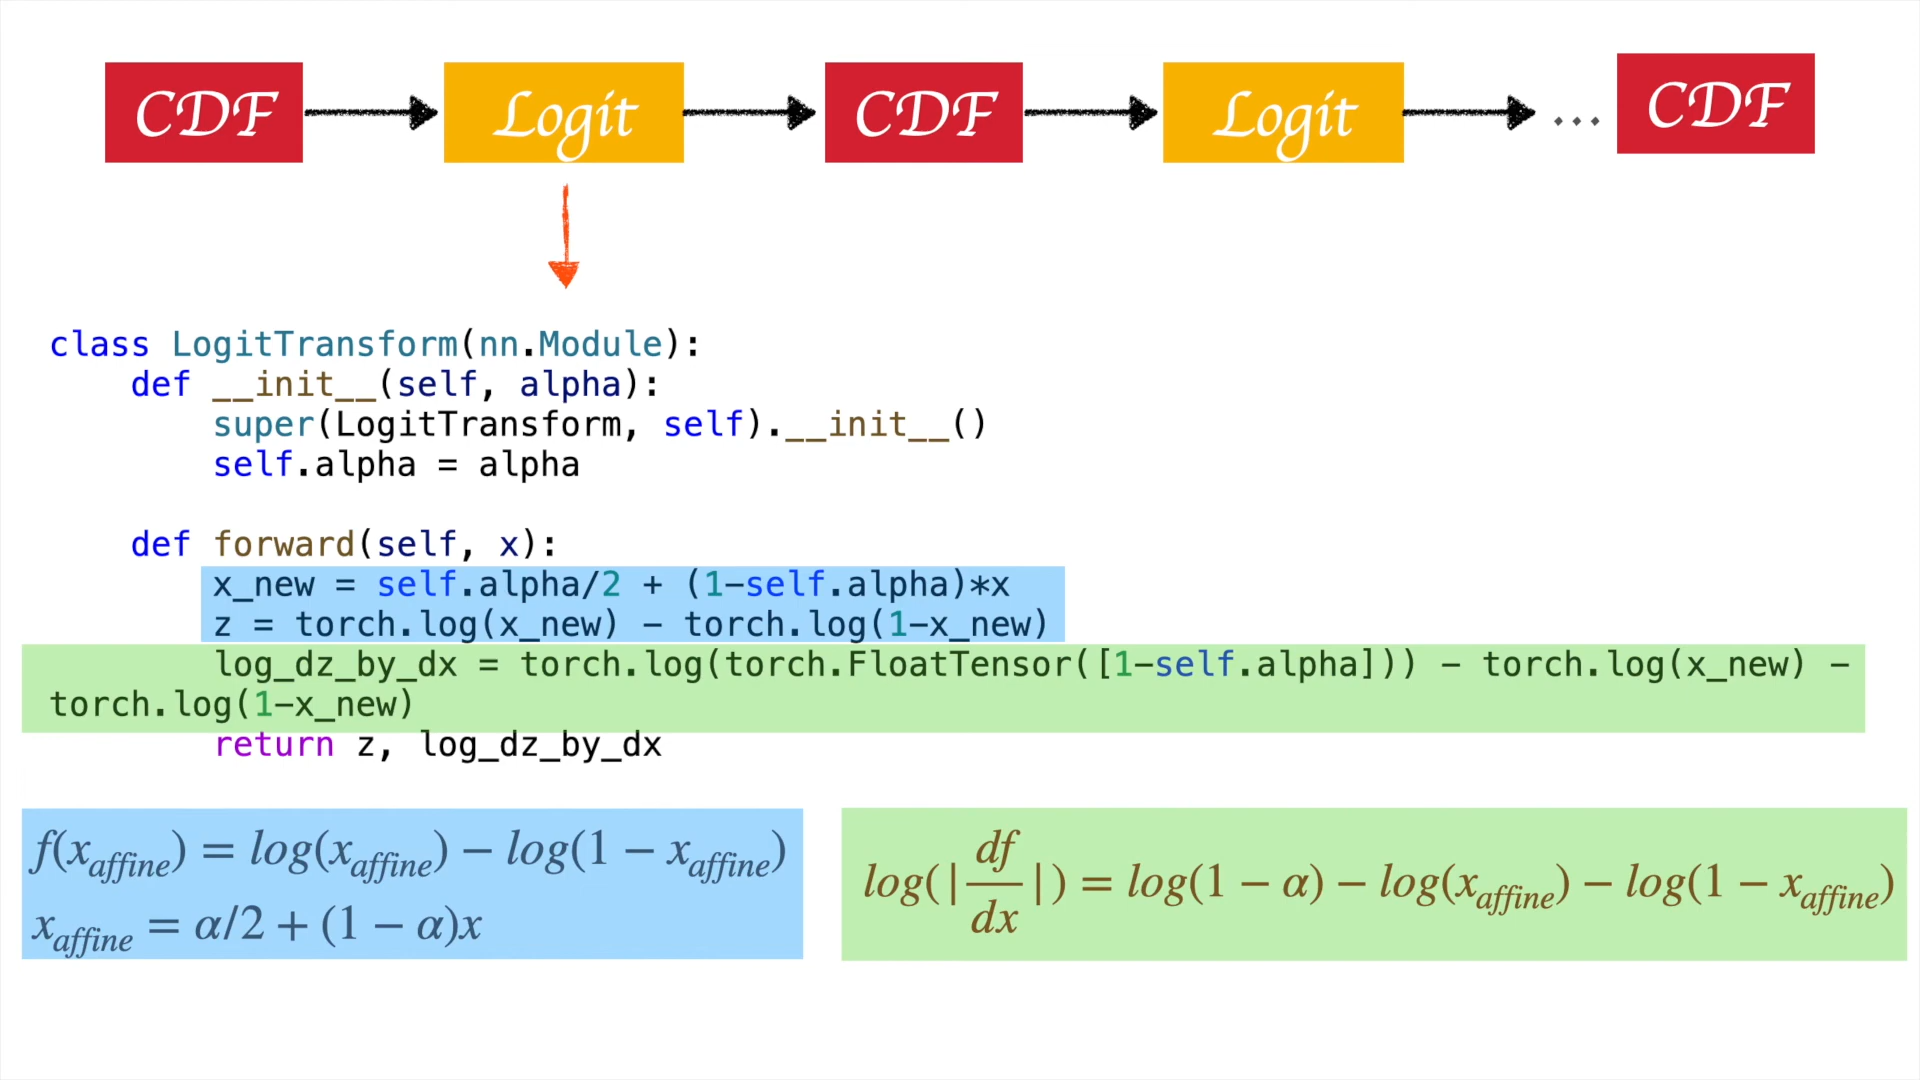 CDF Logit CDF Logit ... CDF
class LogitTransform(nn.Module):
    def __init__(self, alpha):
        super(LogitTransform, self).__init__()
        self.alpha = alpha
    def forward(self, x):
        x_new = self.alpha/2 + (1-self.alpha)*x
        z = torch.log(x_new) - torch.log(1-x_new)
        log_dz_by_dx = torch.log(torch.FloatTensor([1-self.alpha])) - torch.log(x_new) -
torch.log(1-x_new)
        return z, log_dz_by_dx
f(x_affine) = log(x_affine) − log(1 − x_affine)
x_affine = α/2 + (1 − α)x
log(|df/dx|) = log(1 − α) − log(x_affine) − log(1 − x_affine)